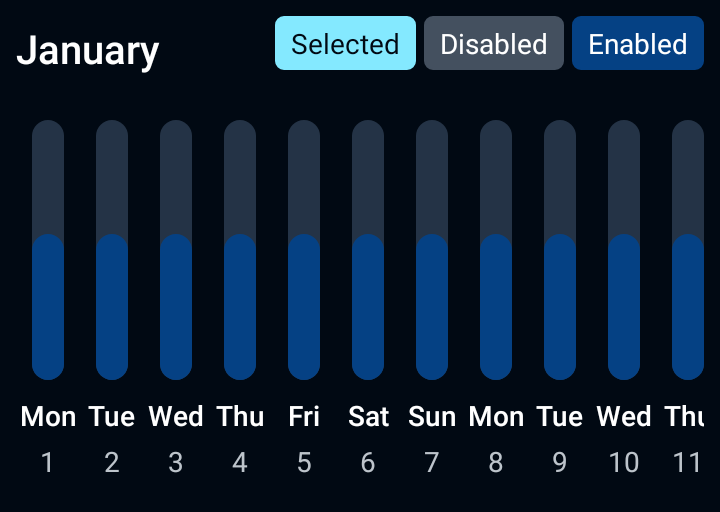 January
Selected Disabled Enabled
Mon Tue Wed Thu Fri Sat Sun Mon Tue Wed Thu
1 2 3 4 5 6 7 8 9 10 11